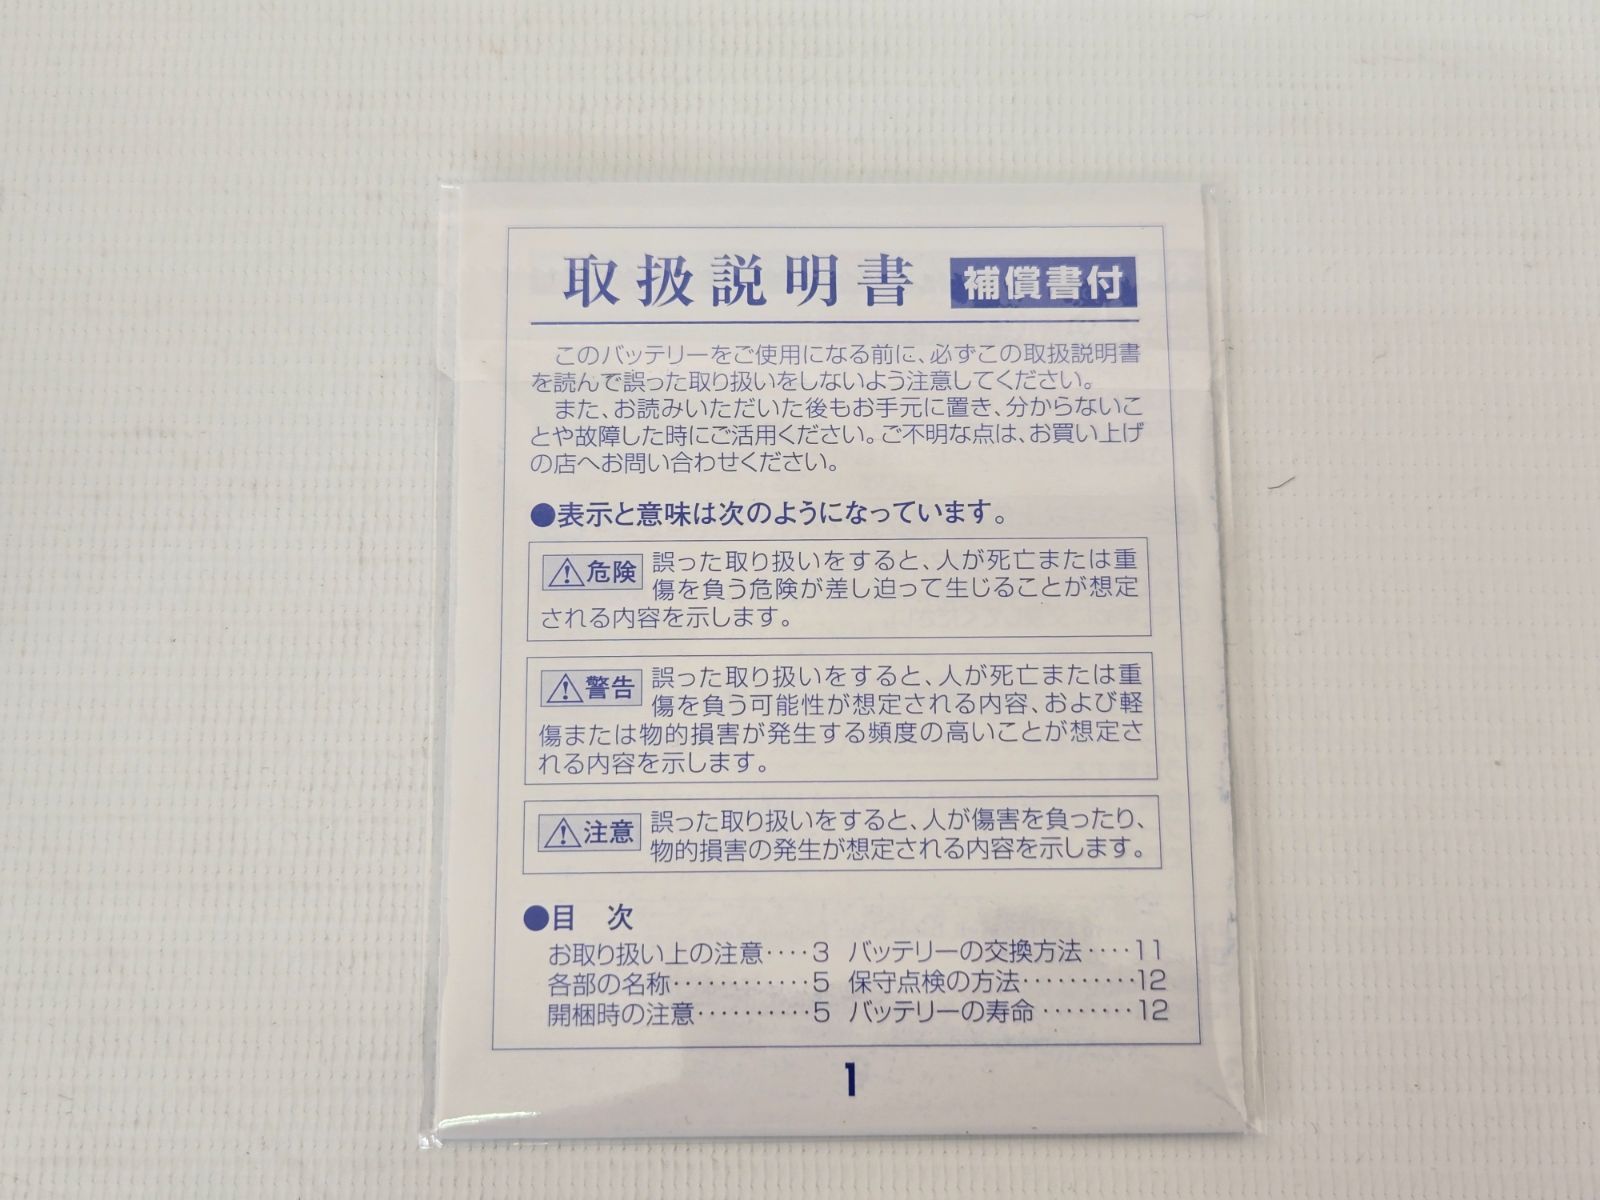 取扱説明書 補償書付
このバッテリーをご使用になる前に、必ずこの取扱説明書
を読んで誤った取り扱いをしないよう注意してください。
また、お読みいただいた後もお手元に置き、分からないこ
とや故障した時にご活用ください。ご不明な点は、お買い上げ
の店へお問い合わせください。
●表示と意味は次のようになっています。
⚠危険 誤った取り扱いをすると、人が死亡または重
傷を負う危険が差し迫って生じることが想定
される内容を示します。
⚠警告 誤った取り扱いをすると、人が死亡または重
傷を負う可能性が想定される内容、および軽
傷または物的損害が発生する頻度の高いことが想定さ
れる内容を示します。
⚠注意 誤った取り扱いをすると、人が傷害を負ったり、
物的損害の発生が想定される内容を示します。
●目 次
お取り扱い上の注意‥‥3 バッテリーの交換方法‥‥11
各部の名称‥‥‥‥‥‥5 保守点検の方法‥‥‥‥‥12
開梱時の注意‥‥‥‥‥5 バッテリーの寿命‥‥‥‥12
1